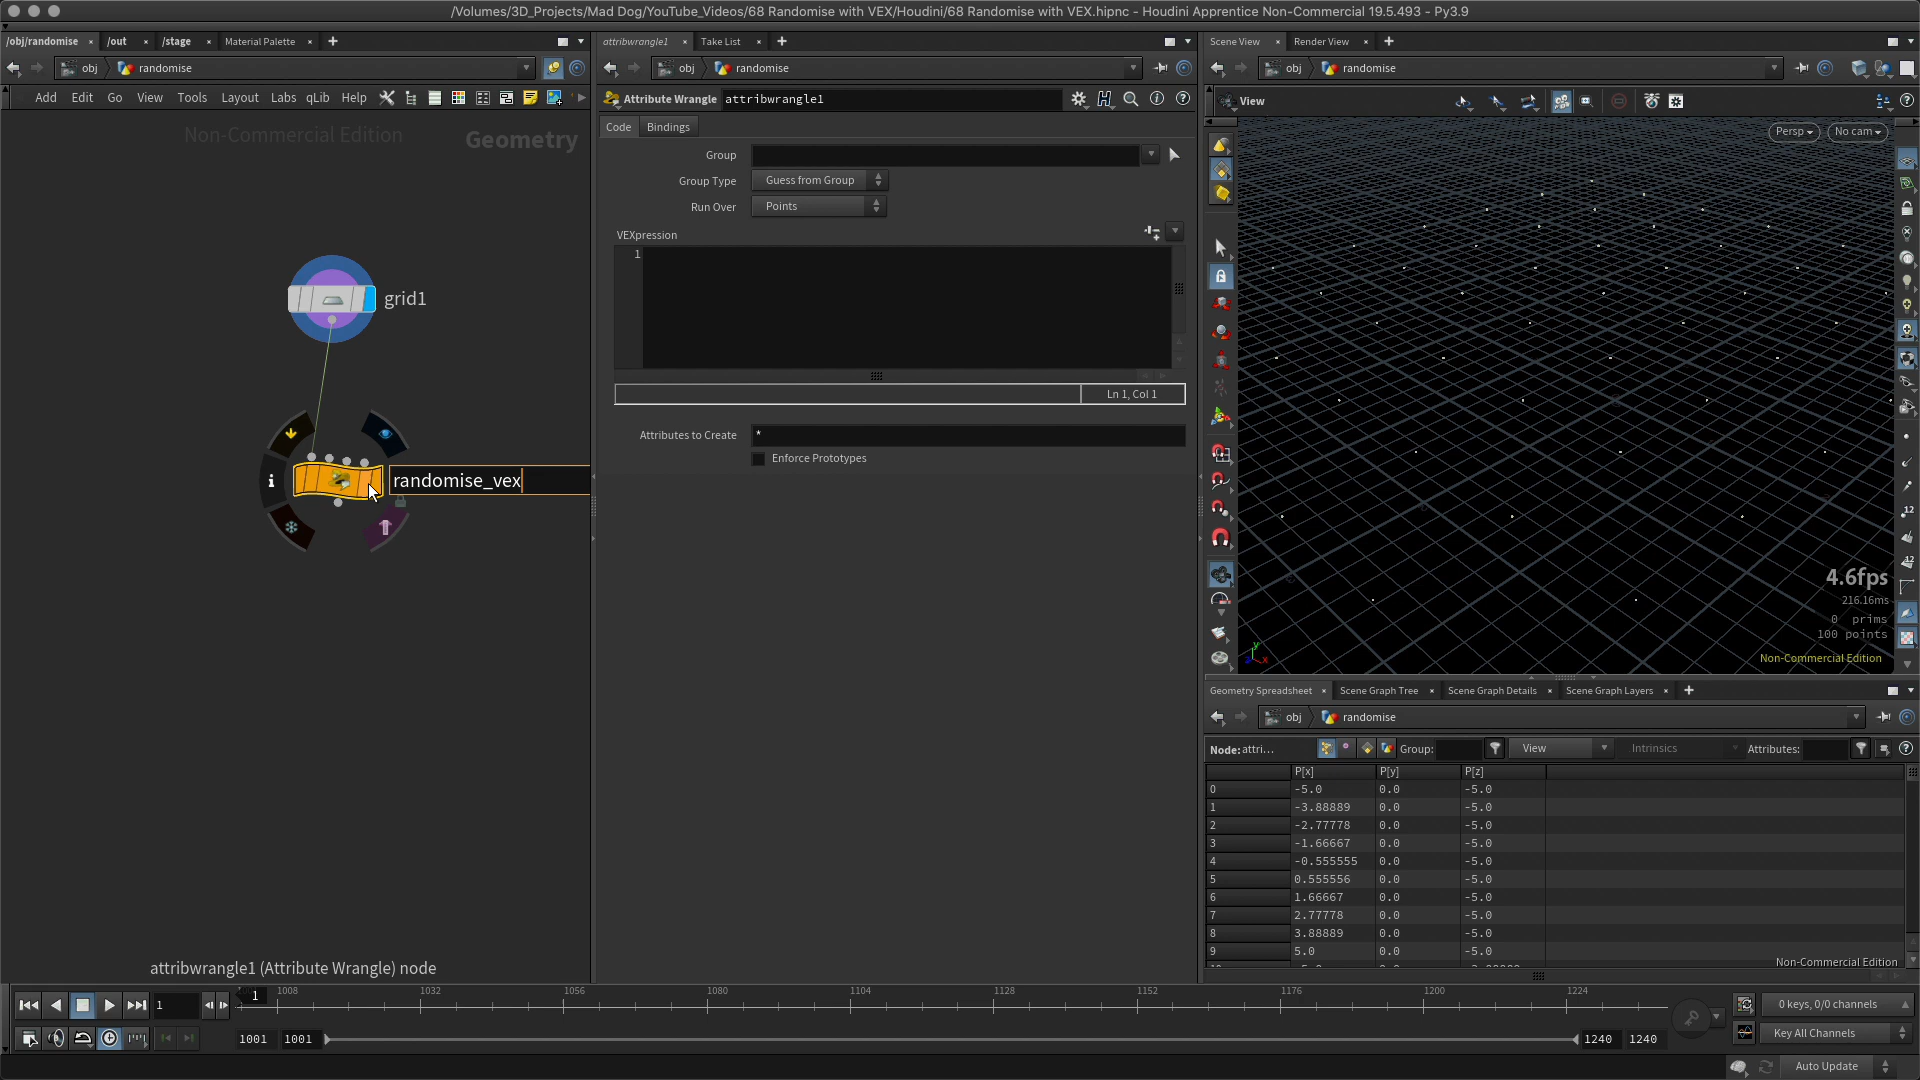 /Volumes/3D_Projects/Mad Dog/YouTube_Videos/68 Randomise with VEX/Houdini/68 Randomise with VEX.hipnc - Houdini Apprentice Non-Commercial 19.5.493 - Py3.9
/obj/randomise × /out × /stage × Material Palette ×
obj randomise
Add Edit Go View Tools Layout Labs qLib Help
Non-Commercial Edition
Geometry
grid1
randomise_vex
attribwrangle1 (Attribute Wrangle) node
attribwrangle1 × Take List ×
obj randomise
Attribute Wrangle attribwrangle1
Code Bindings
Group
Group Type Guess from Group
Run Over Points
VEXpression
1
Ln 1, Col 1
Attributes to Create *
Enforce Prototypes
Scene View × Render View ×
obj randomise
View
Persp No cam
4.6fps
216.16ms
0 prims
100 points
Non-Commercial Edition
y
z x
12
12
Geometry Spreadsheet × Scene Graph Tree × Scene Graph Details × Scene Graph Layers ×
obj randomise
Node: attri... Group: View Intrinsics Attributes:
P[x] P[y] P[z]
0 -5.0 0.0 -5.0
1 -3.88889 0.0 -5.0
2 -2.77778 0.0 -5.0
3 -1.66667 0.0 -5.0
4 -0.555555 0.0 -5.0
5 0.555556 0.0 -5.0
6 1.66667 0.0 -5.0
7 2.77778 0.0 -5.0
8 3.88889 0.0 -5.0
9 5.0 0.0 -5.0
Non-Commercial Edition
1 1 1008 1032 1056 1080 1104 1128 1152 1176 1200 1224
0 keys, 0/0 channels
1001 1001 1240 1240
Key All Channels
Auto Update